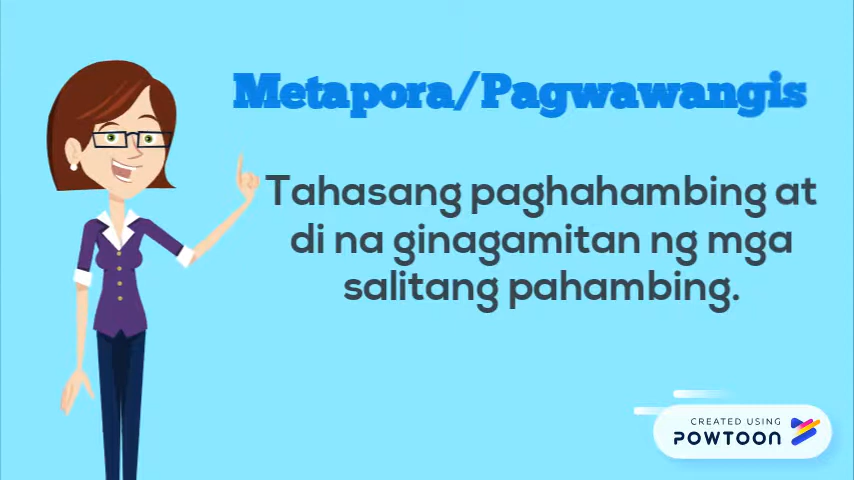 Metapora/Pagwawangis
Tahasang paghahambing at
di na ginagamitan ng mga
salitang pahambing.
CREATED USING
POWTOON